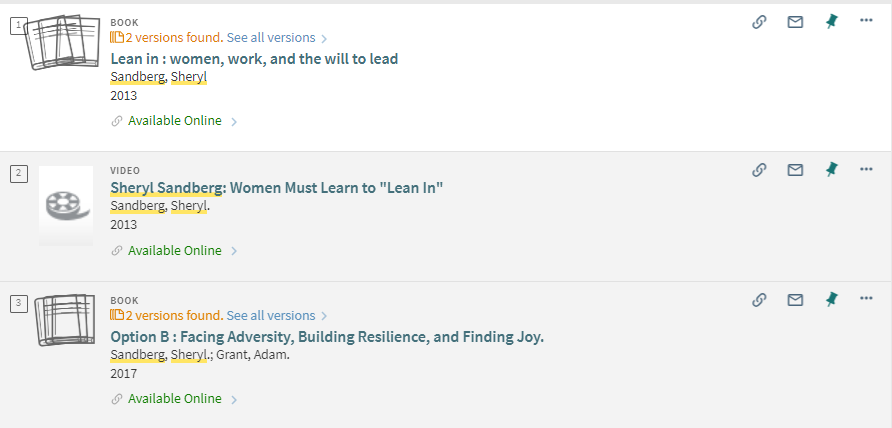 1
BOOK
2 versions found. See all versions
Lean in : women, work, and the will to lead
Sandberg, Sheryl
2013
Available Online
2
VIDEO
Sheryl Sandberg: Women Must Learn to "Lean In"
Sandberg, Sheryl.
2013
Available Online
3
BOOK
2 versions found. See all versions
Option B : Facing Adversity, Building Resilience, and Finding Joy.
Sandberg, Sheryl.; Grant, Adam.
2017
Available Online